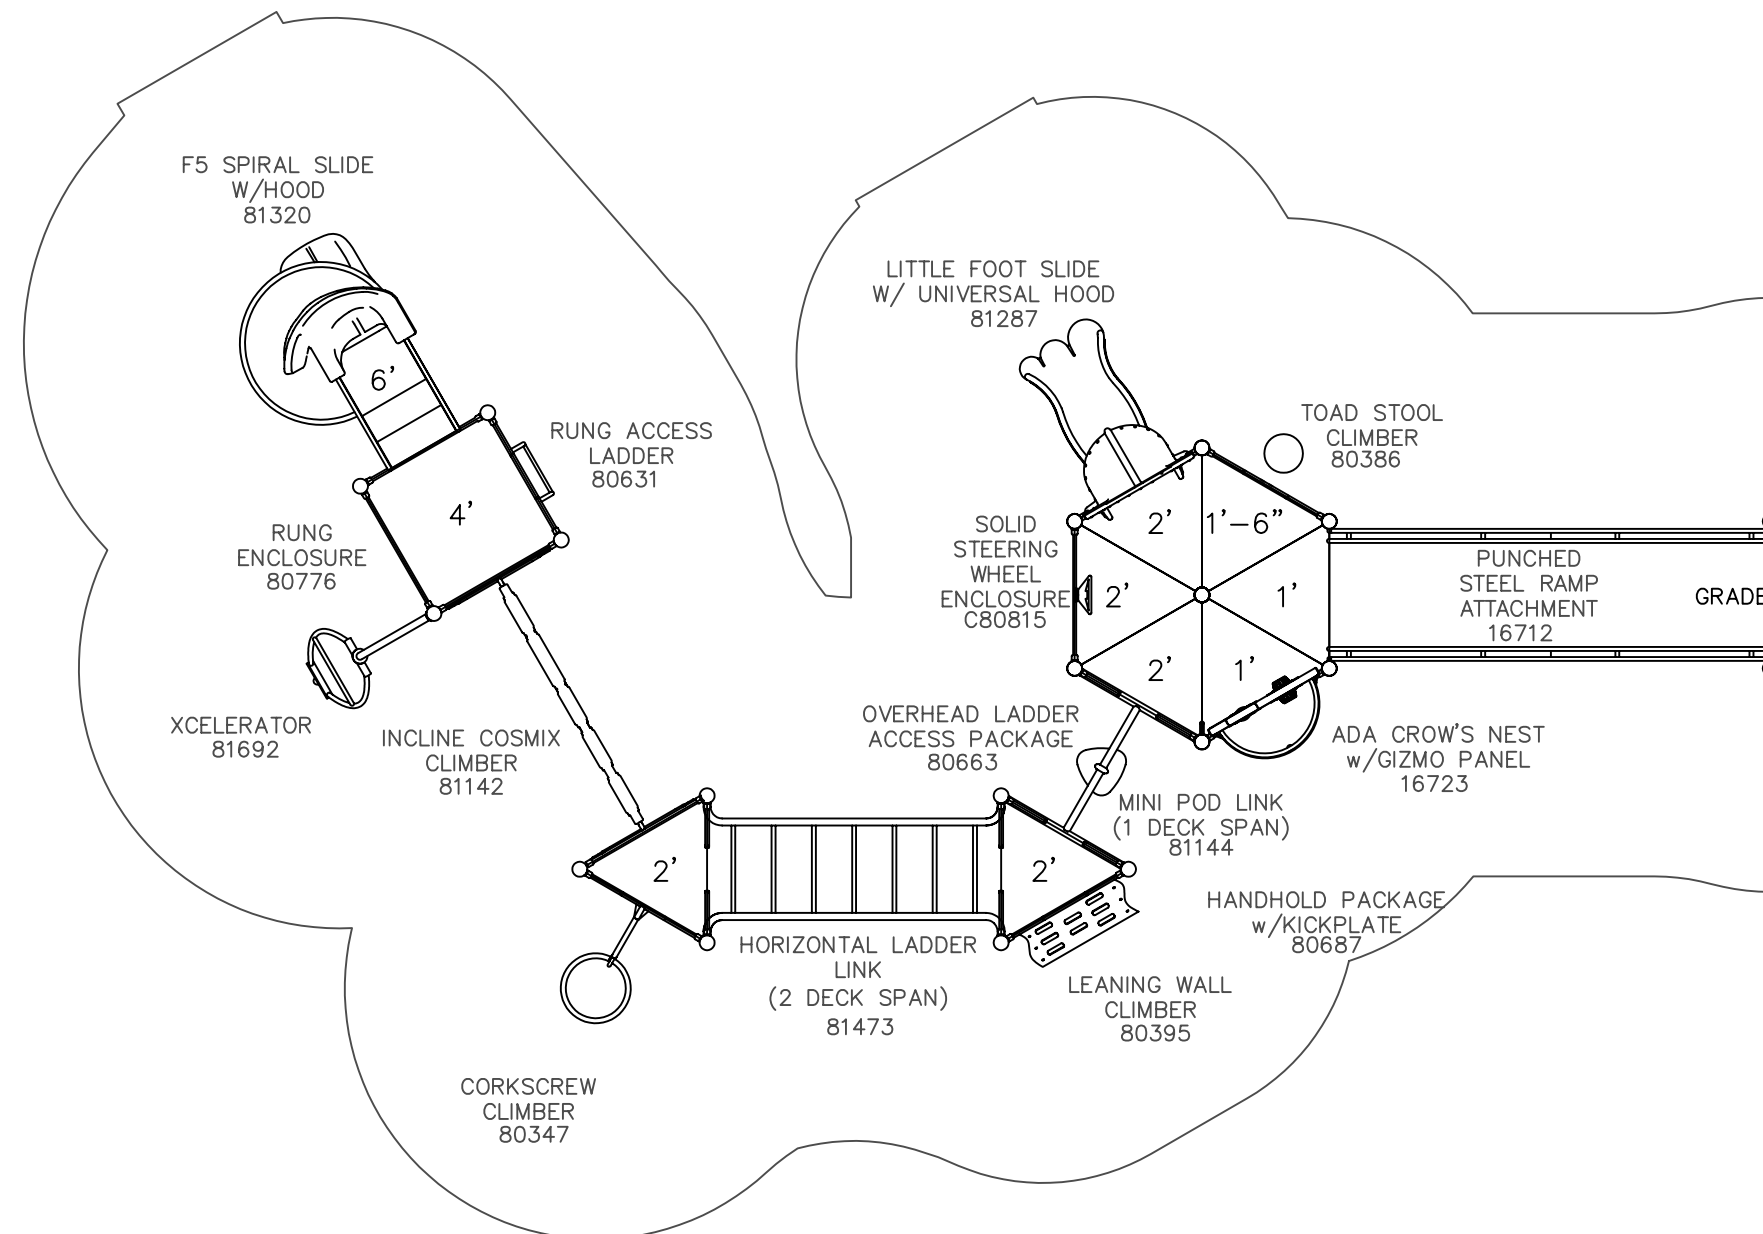 F5 SPIRAL SLIDE
W/HOOD
81320
6'
RUNG ACCESS
LADDER
80631
4'
RUNG
ENCLOSURE
80776
XCELERATOR
81692
INCLINE COSMIX
CLIMBER
81142
LITTLE FOOT SLIDE
W/ UNIVERSAL HOOD
81287
TOAD STOOL
CLIMBER
80386
SOLID
STEERING
WHEEL
ENCLOSURE
C80815
2'
1'-6"
2'
1'
2'
1'
PUNCHED
STEEL RAMP
ATTACHMENT
16712
GRADE
OVERHEAD LADDER
ACCESS PACKAGE
80663
ADA CROW'S NEST
w/GIZMO PANEL
16723
MINI POD LINK
(1 DECK SPAN)
81144
2'
2'
HANDHOLD PACKAGE
w/KICKPLATE
80687
HORIZONTAL LADDER
LINK
(2 DECK SPAN)
81473
LEANING WALL
CLIMBER
80395
CORKSCREW
CLIMBER
80347